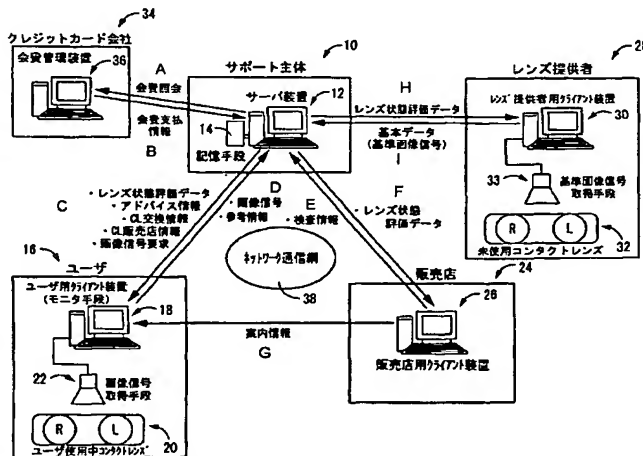 34
クレジットカード会社
会費管理装置
36
A
会費照会
会費支払
情報
B
サポート主体
10
サーバ装置
12
14
記憶手段
H
レンズ状態評価データ
基本データ
(基準画像信号)
I
レンズ提供者
28
レンズ提供者用クライアント装置
30
33
基準画像信号
取得手段
R
L
32
未使用コンタクトレンズ
C
・レンズ状態評価データ
・アドバイス情報
・CL交換情報
・CL販売店情報
・画像信号要求
D
・画像信号
・参考情報
E
・検査情報
F
・レンズ状態
評価データ
ネットワーク通信網
38
16
ユーザ
ユーザ用クライアント装置
(モニタ手段)
18
22
画像信号
取得手段
R
L
20
ユーザ使用中コンタクトレンズ
案内情報
G
販売店
24
26
販売店用クライアント装置